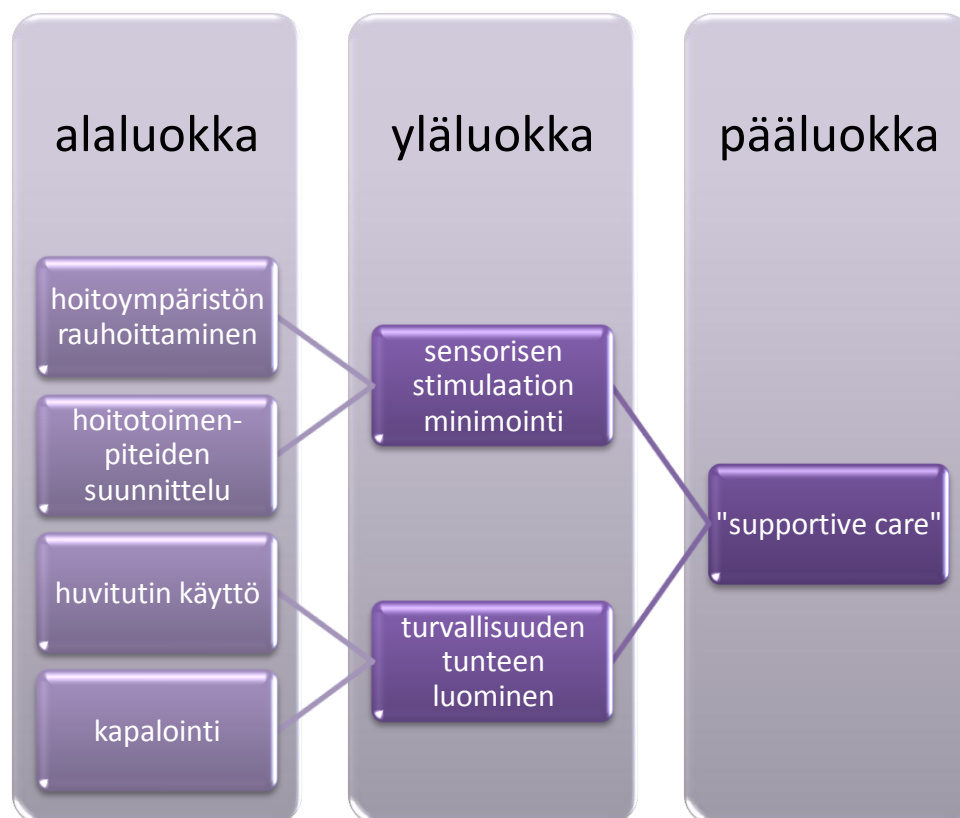 alaluokka
yläluokka
pääluokka
hoitoympäristön
rauhoittaminen
hoitotoimen-
piteiden
suunnittelu
huvitutin käyttö
kapalointi
sensorisen
stimulaation
minimointi
turvallisuuden
tunteen
luominen
"supportive care"